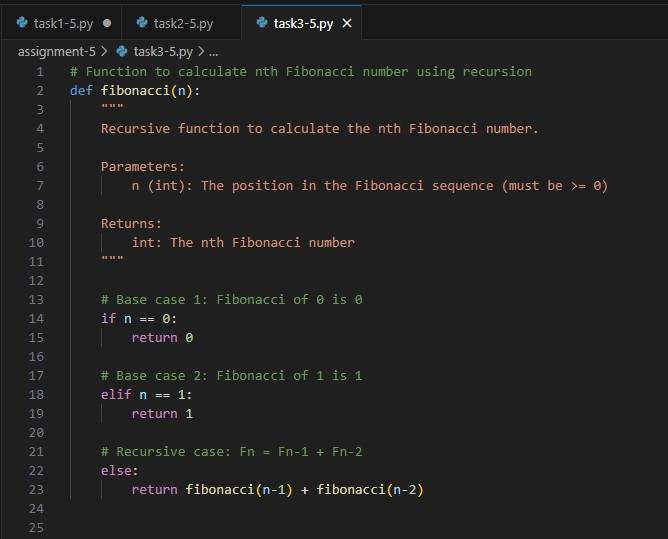 task1-5.py ● task2-5.py task3-5.py ×
assignment-5 > task3-5.py > ...
1 # Function to calculate nth Fibonacci number using recursion
2 def fibonacci(n):
3     """
4     Recursive function to calculate the nth Fibonacci number.
5
6     Parameters:
7         n (int): The position in the Fibonacci sequence (must be >= 0)
8
9     Returns:
10         int: The nth Fibonacci number
11     """
12
13     # Base case 1: Fibonacci of 0 is 0
14     if n == 0:
15         return 0
16
17     # Base case 2: Fibonacci of 1 is 1
18     elif n == 1:
19         return 1
20
21     # Recursive case: Fn = Fn-1 + Fn-2
22     else:
23         return fibonacci(n-1) + fibonacci(n-2)
24
25